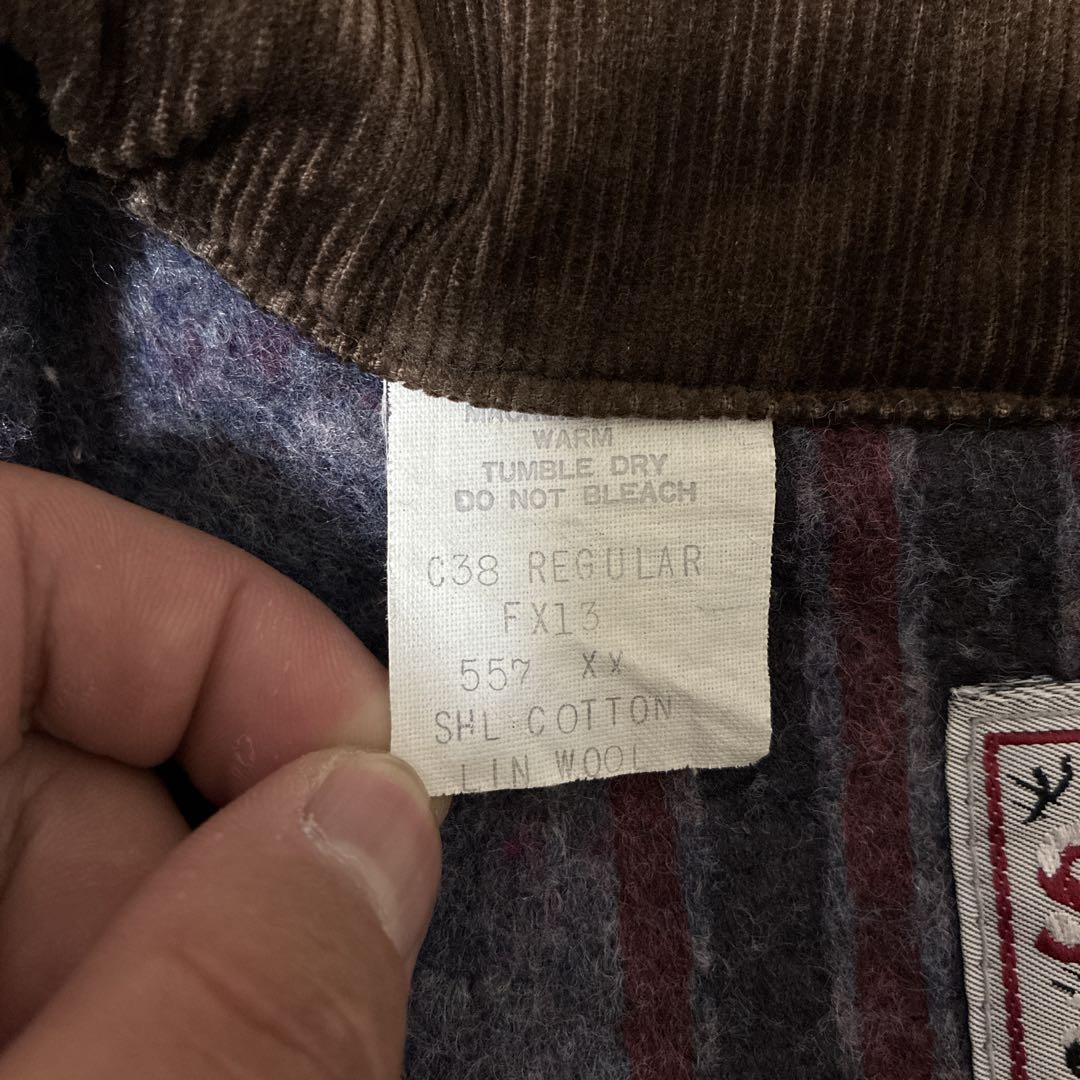 WARM
TUMBLE DRY
DO NOT BLEACH
C38 REGULAR
FX13
557 XX
SHL COTTON
LIN WOOL